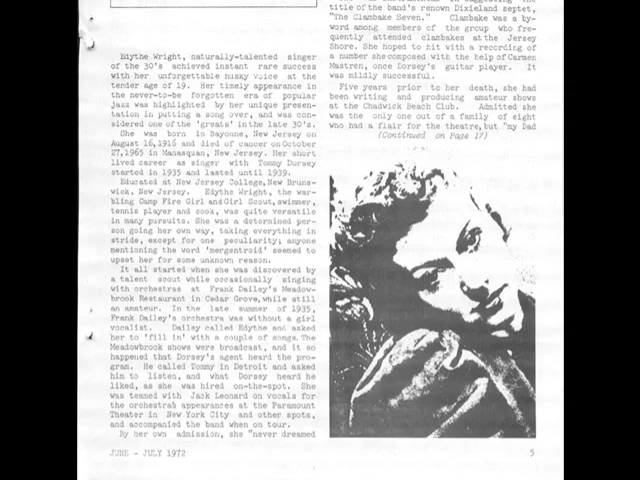 Edythe Wright, naturally-talented singer
of the 30's achieved instant rare success
with her unforgettable husky voice at the
tender age of 19. Her timely appearance in
the never-to-be forgotten era of popular
jazz was highlighted by her unique presen-
tation in putting a song over, and was con-
sidered one of the 'greats' in the late 30's.
She was born in Bayonne, New Jersey on
August 16,1916 and died of cancer on October
27,1965 in Manasquan, New Jersey. Her short
lived career as singer with Tommy Dorsey
started in 1935 and lasted until 1939.
Educated at New Jersey College, New Bruns-
wick, New Jersey. Edythe Wright, the war-
bling Camp Fire Girl and Girl Scout, swimmer,
tennis player and cook, was quite versatile
in many pursuits. She was a determined per-
son going her own way, taking everything in
stride, except for one peculiarity; anyone
mentioning the word 'mergentroid' seemed to
upset her for some unknown reason.
It all started when she was discovered by
a talent scout while occasionally singing
with orchestras at Frank Dailey's Meadow-
brook Restaurant in Cedar Grove, while still
an amateur. In the late summer of 1935,
Frank Dailey's orchestra was without a girl
vocalist. Dailey called Edythe and asked
her to 'fill in' with a couple of songs. The
Meadowbrook shows were broadcast, and it so
happened that Dorsey's agent heard the pro-
gram. He called Tommy in Detroit and asked
him to listen, and what Dorsey heard he
liked, as she was hired on-the-spot. She
was teamed with Jack Leonard on vocals for
the orchestras appearances at the Paramount
Theater in New York City and other spots,
and accompanied the band when on tour.
By her own admission, she "never dreamed
title of the band's renown Dixieland septet,
"The Clambake Seven." Clambake was a by-
word among members of the group who fre-
quently attended clambakes at the Jersey
Shore. She hoped to hit with a recording of
a number she composed with the help of Carmen
Mastren, once Dorsey's guitar player. It
was mildly successful.
Five years prior to her death, she had
been writing and producing amateur shows
at the Chadwick Beach Club. Admitted she
was the only one out of a family of eight
who had a flair for the theatre, but "my Dad
(Continued on Page 17)
JUNE - JULY 1972
5